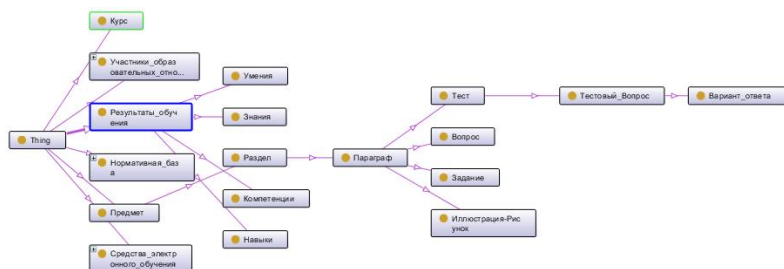 Курс
Участники_образ
овательных_отно...
Результаты_обуч
ения
Thing
Нормативная_баз
а
Предмет
Средства_электр
онного_обучения
Умения
Знания
Раздел
Компетенции
Навыки
Параграф
Тест
Вопрос
Задание
Иллюстрация-Рис
унок
Тестовый_Вопрос
Вариант_ответа